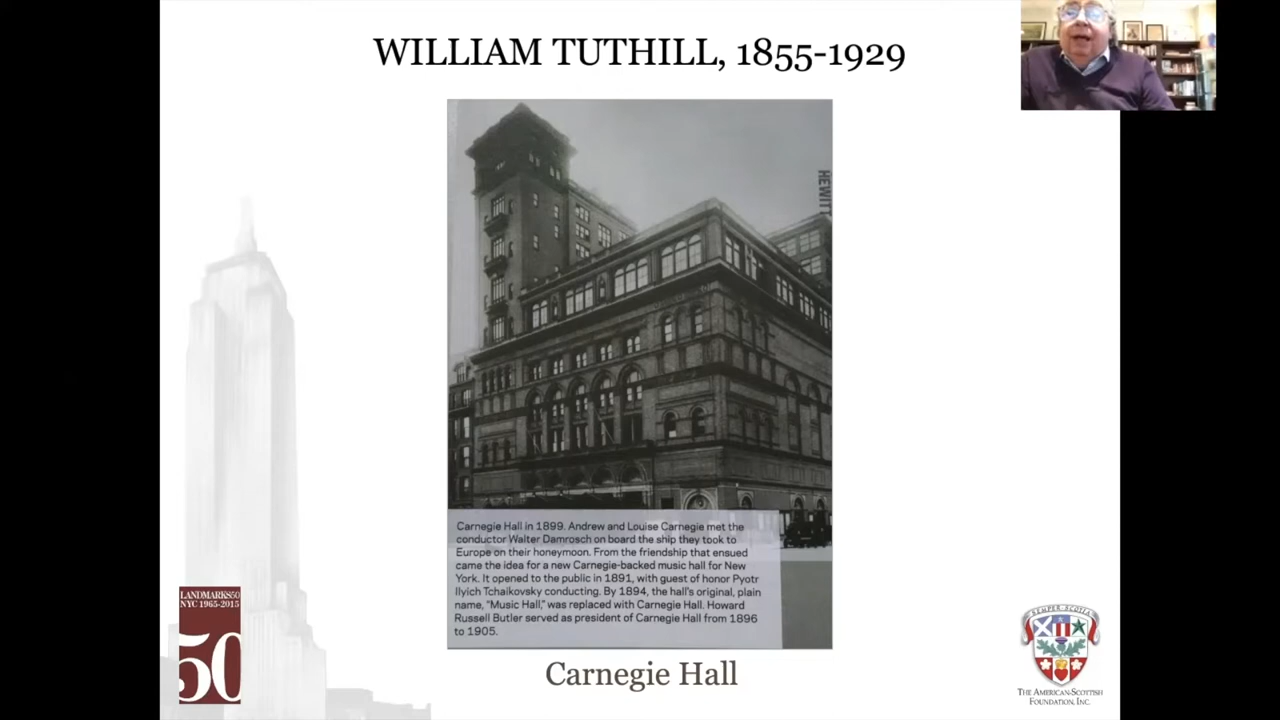 WILLIAM TUTHILL, 1855-1929
HEWITT
Carnegie Hall in 1899. Andrew and Louise Carnegie met the
conductor Walter Damrosch on board the ship they took to
Europe on their honeymoon. From the friendship that ensued
came the idea for a new Carnegie-backed music hall for New
York. It opened to the public in 1891, with guest of honor Pyotr
Ilyich Tchaikovsky conducting. By 1894, the hall's original, plain
name, "Music Hall," was replaced with Carnegie Hall. Howard
Russell Butler served as president of Carnegie Hall from 1896
to 1905.
Carnegie Hall
LANDMARKS50
NYC 1965-2015
50
SEMPER SCOTIA
THE AMERICAN-SCOTTISH
FOUNDATION, INC.